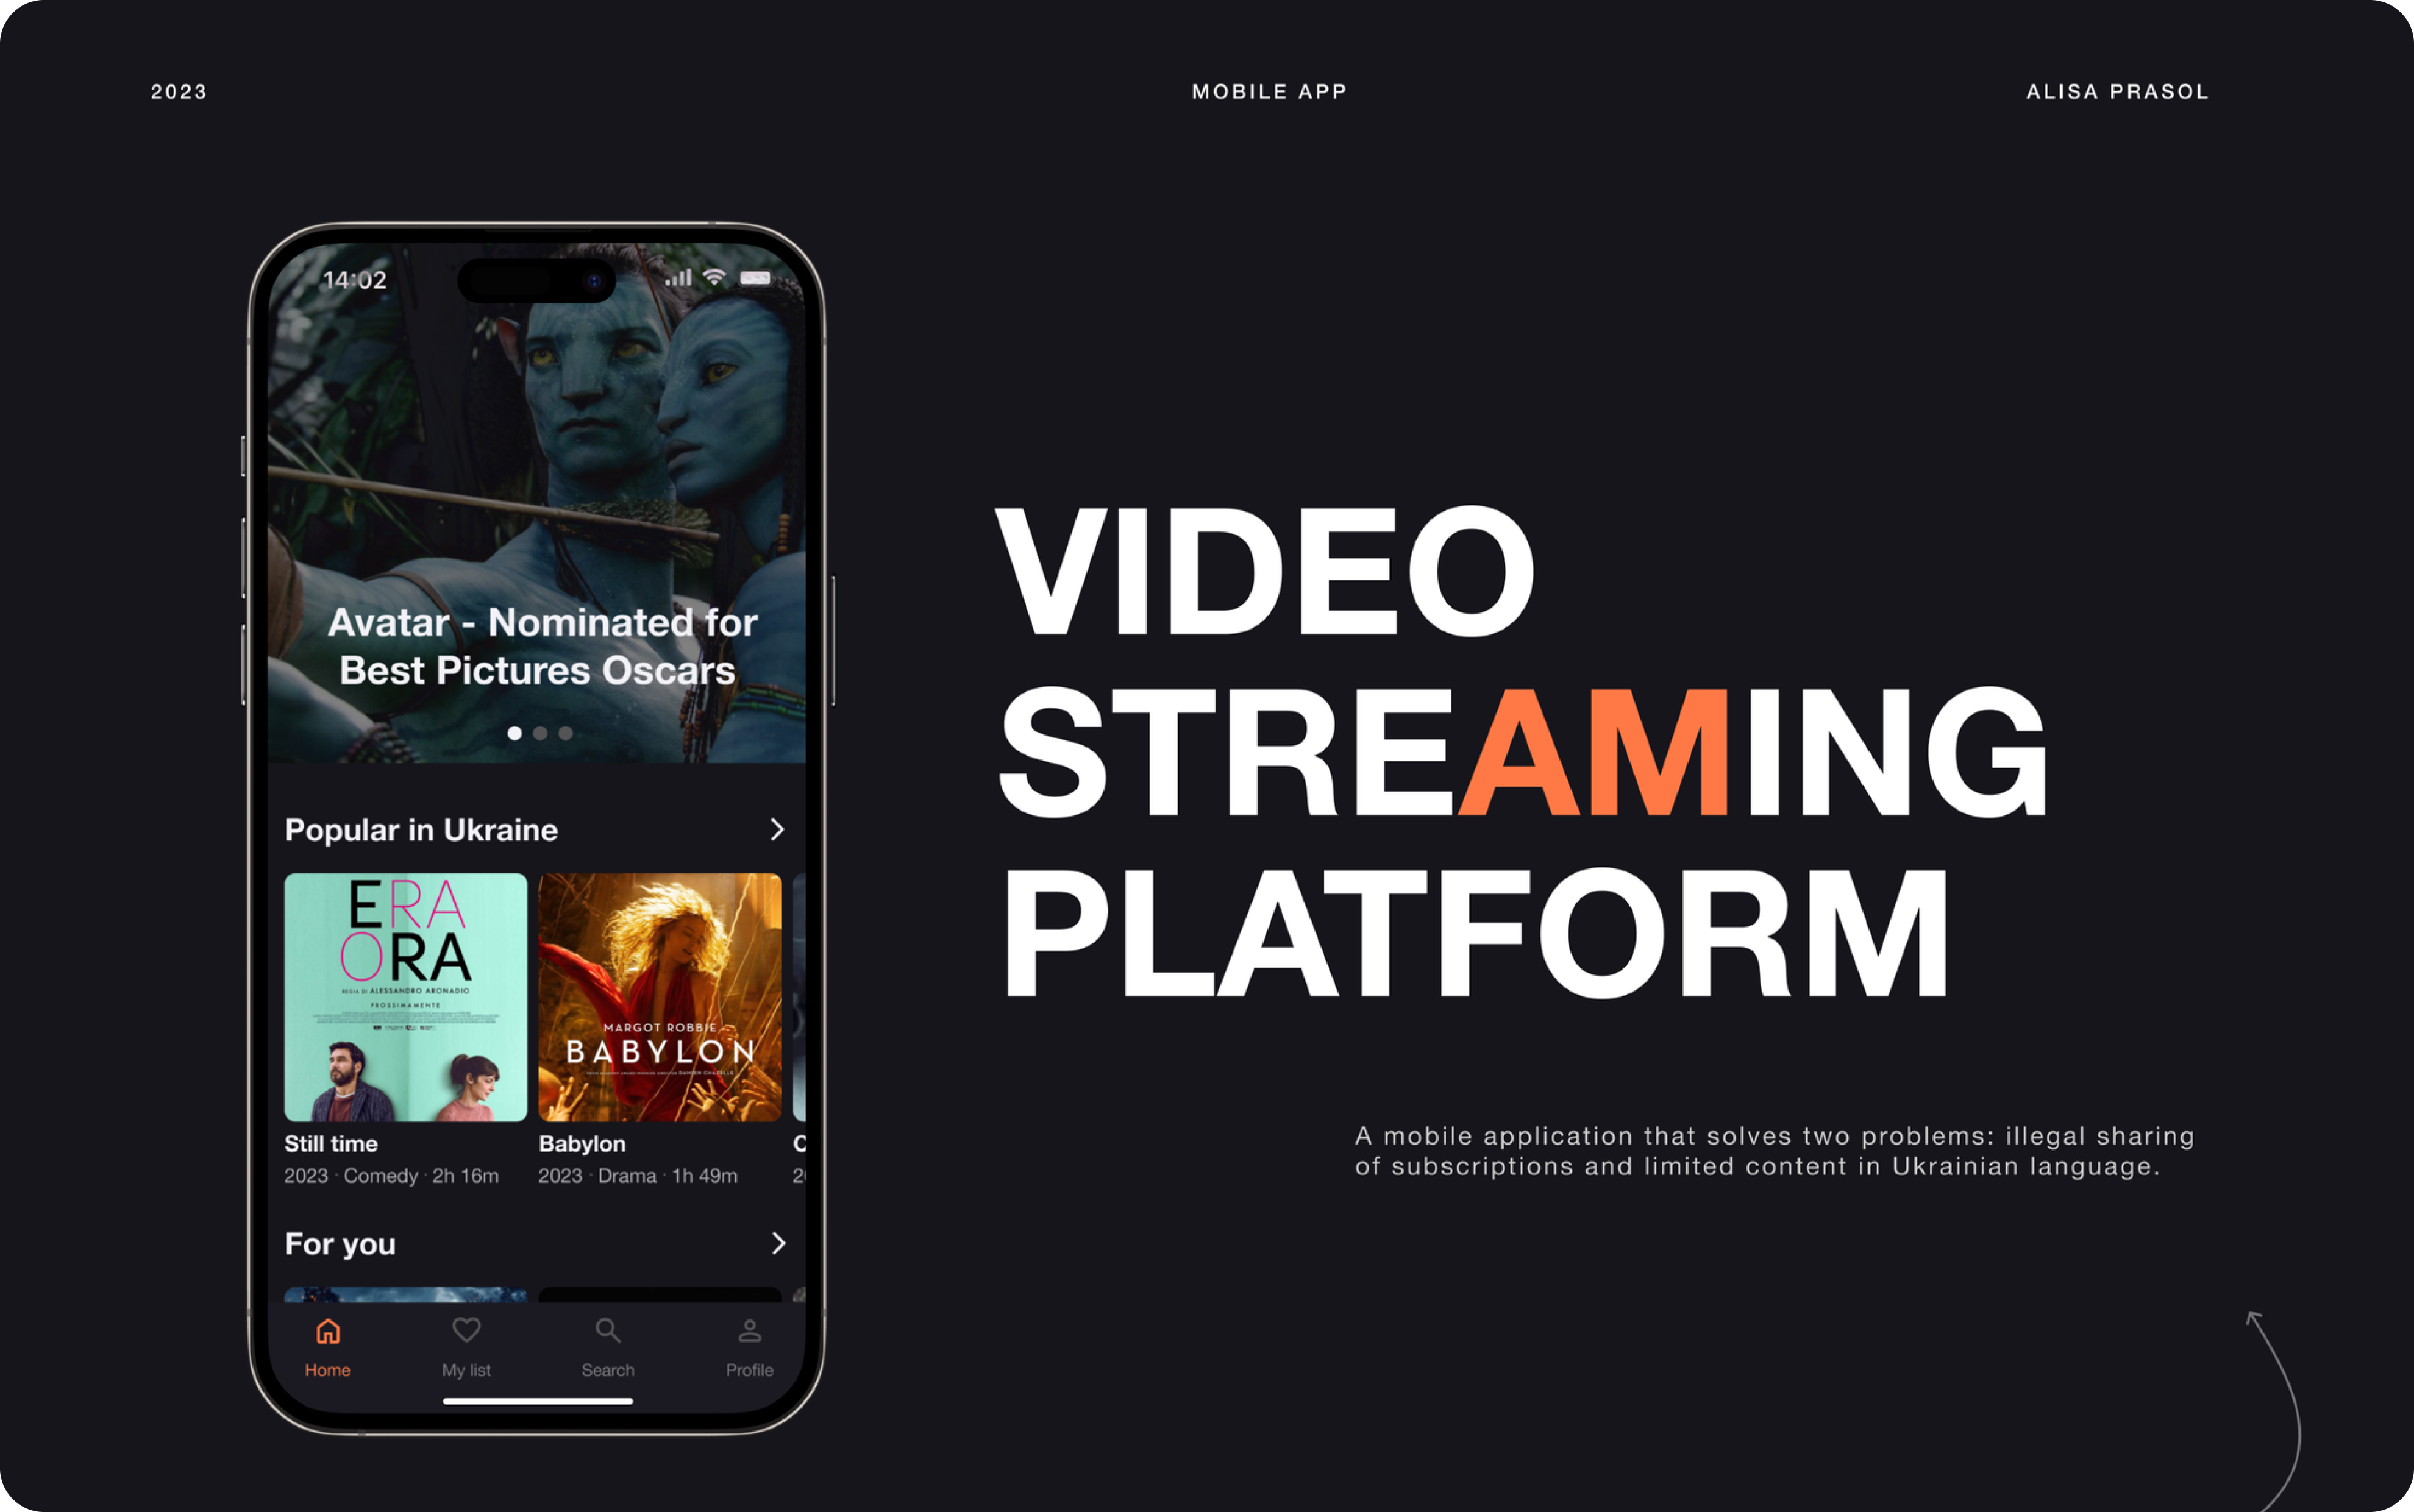 2023
MOBILE APP
ALISA PRASOL
14:02
Avatar - Nominated for
Best Pictures Oscars
Popular in Ukraine
ERA
ORA
REGIA DI ALESSANDRO ARONADIO
PROSSIMAMENTE
MARGOT ROBBIE
BABYLON
DAMIEN CHAZELLE
Still time
2023 · Comedy · 2h 16m
Babylon
2023 · Drama · 1h 49m
For you
Home
My list
Search
Profile
VIDEO
STREAMING
PLATFORM
A mobile application that solves two problems: illegal sharing
of subscriptions and limited content in Ukrainian language.